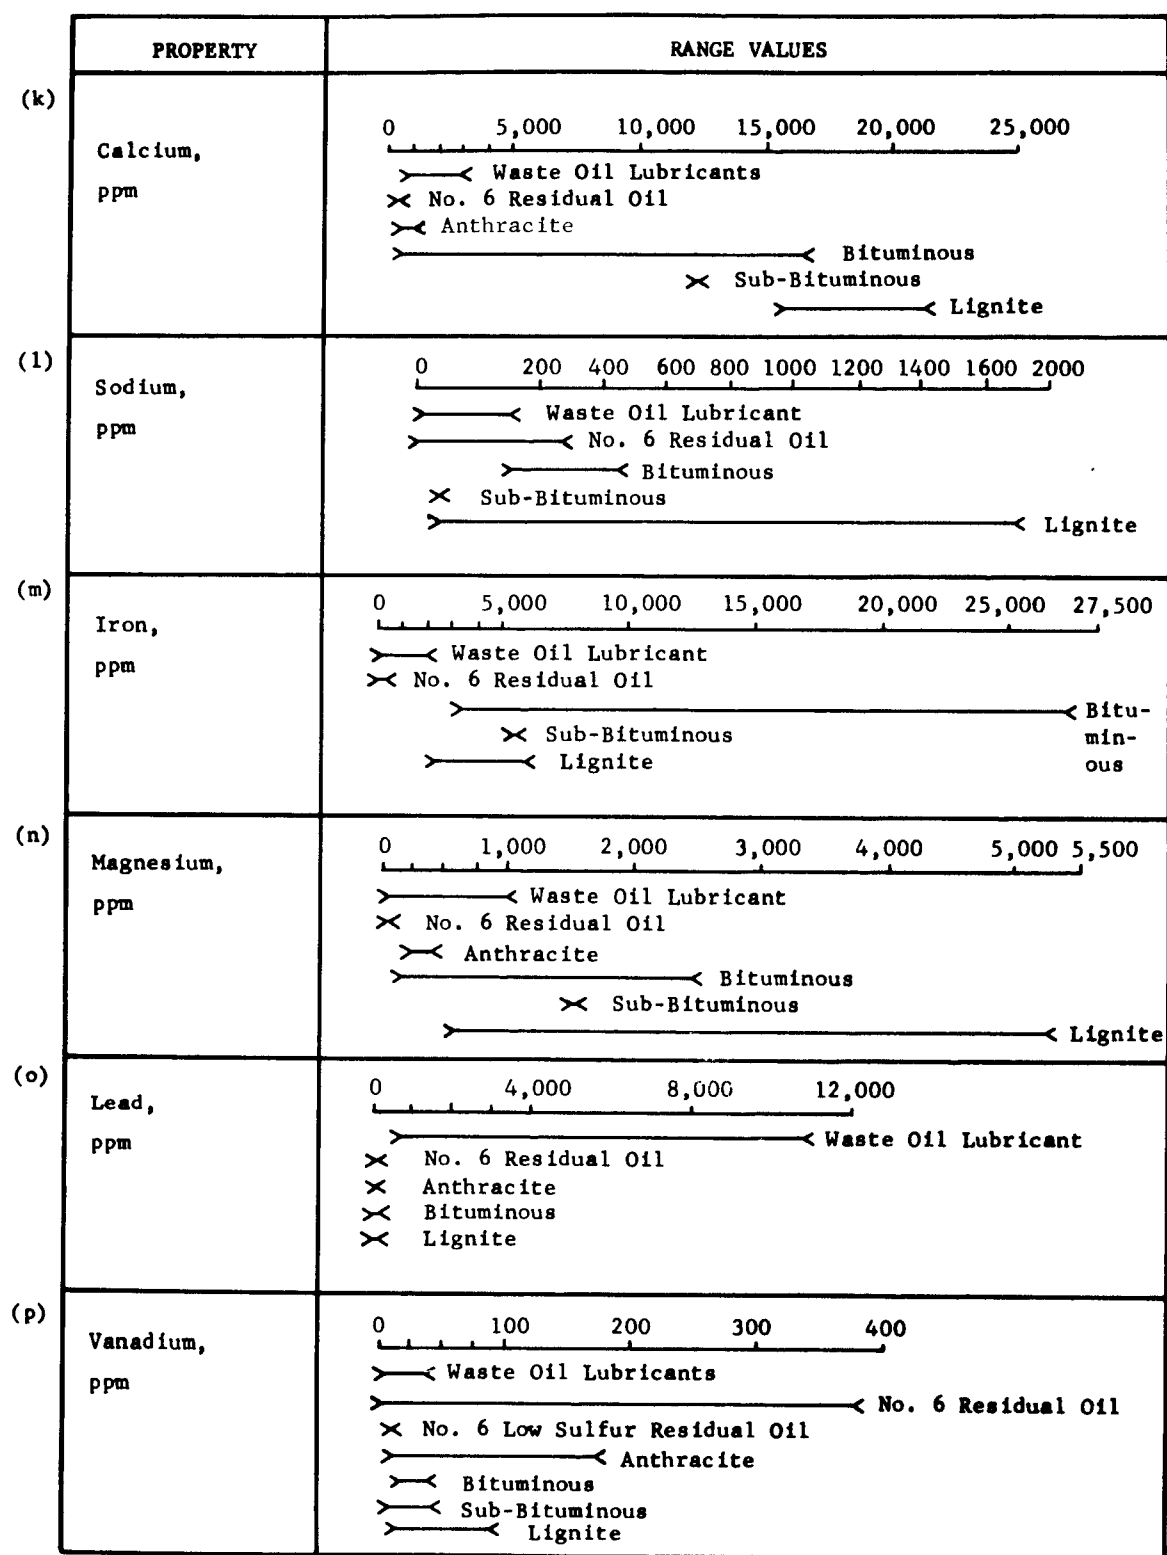 PROPERTY RANGE VALUES
(k)
Calcium,
ppm
0 5,000 10,000 15,000 20,000 25,000
Waste Oil Lubricants
No. 6 Residual Oil
Anthracite
Bituminous
Sub-Bituminous
Lignite
(l)
Sodium,
ppm
0 200 400 600 800 1000 1200 1400 1600 2000
Waste Oil Lubricant
No. 6 Residual Oil
Bituminous
Sub-Bituminous
Lignite
(m)
Iron,
ppm
0 5,000 10,000 15,000 20,000 25,000 27,500
Waste Oil Lubricant
No. 6 Residual Oil
Bitu-
min-
ous
Sub-Bituminous
Lignite
(n)
Magnesium,
ppm
0 1,000 2,000 3,000 4,000 5,000 5,500
Waste Oil Lubricant
No. 6 Residual Oil
Anthracite
Bituminous
Sub-Bituminous
Lignite
(o)
Lead,
ppm
0 4,000 8,000 12,000
Waste Oil Lubricant
No. 6 Residual Oil
Anthracite
Bituminous
Lignite
(p)
Vanadium,
ppm
0 100 200 300 400
Waste Oil Lubricants
No. 6 Residual Oil
No. 6 Low Sulfur Residual Oil
Anthracite
Bituminous
Sub-Bituminous
Lignite